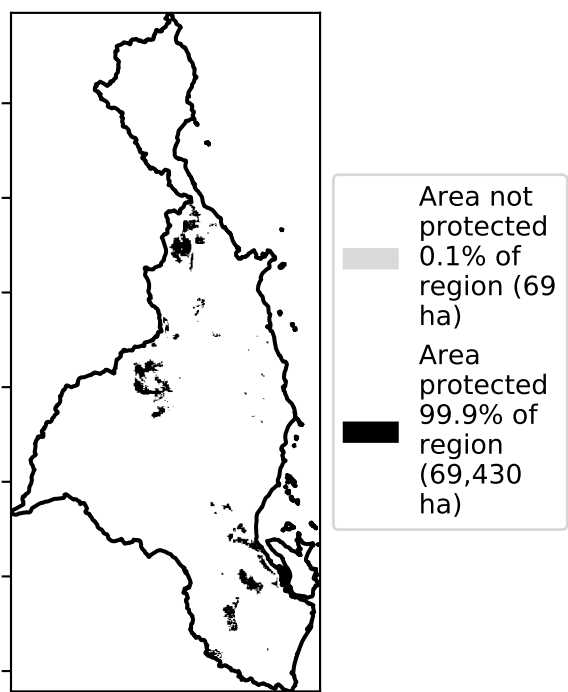 Area not
protected
0.1% of
region (69
ha)
Area
protected
99.9% of
region
(69,430
ha)